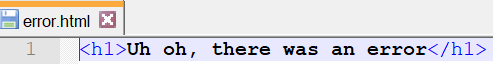 error.html
1 <h1>Uh oh, there was an error</h1>